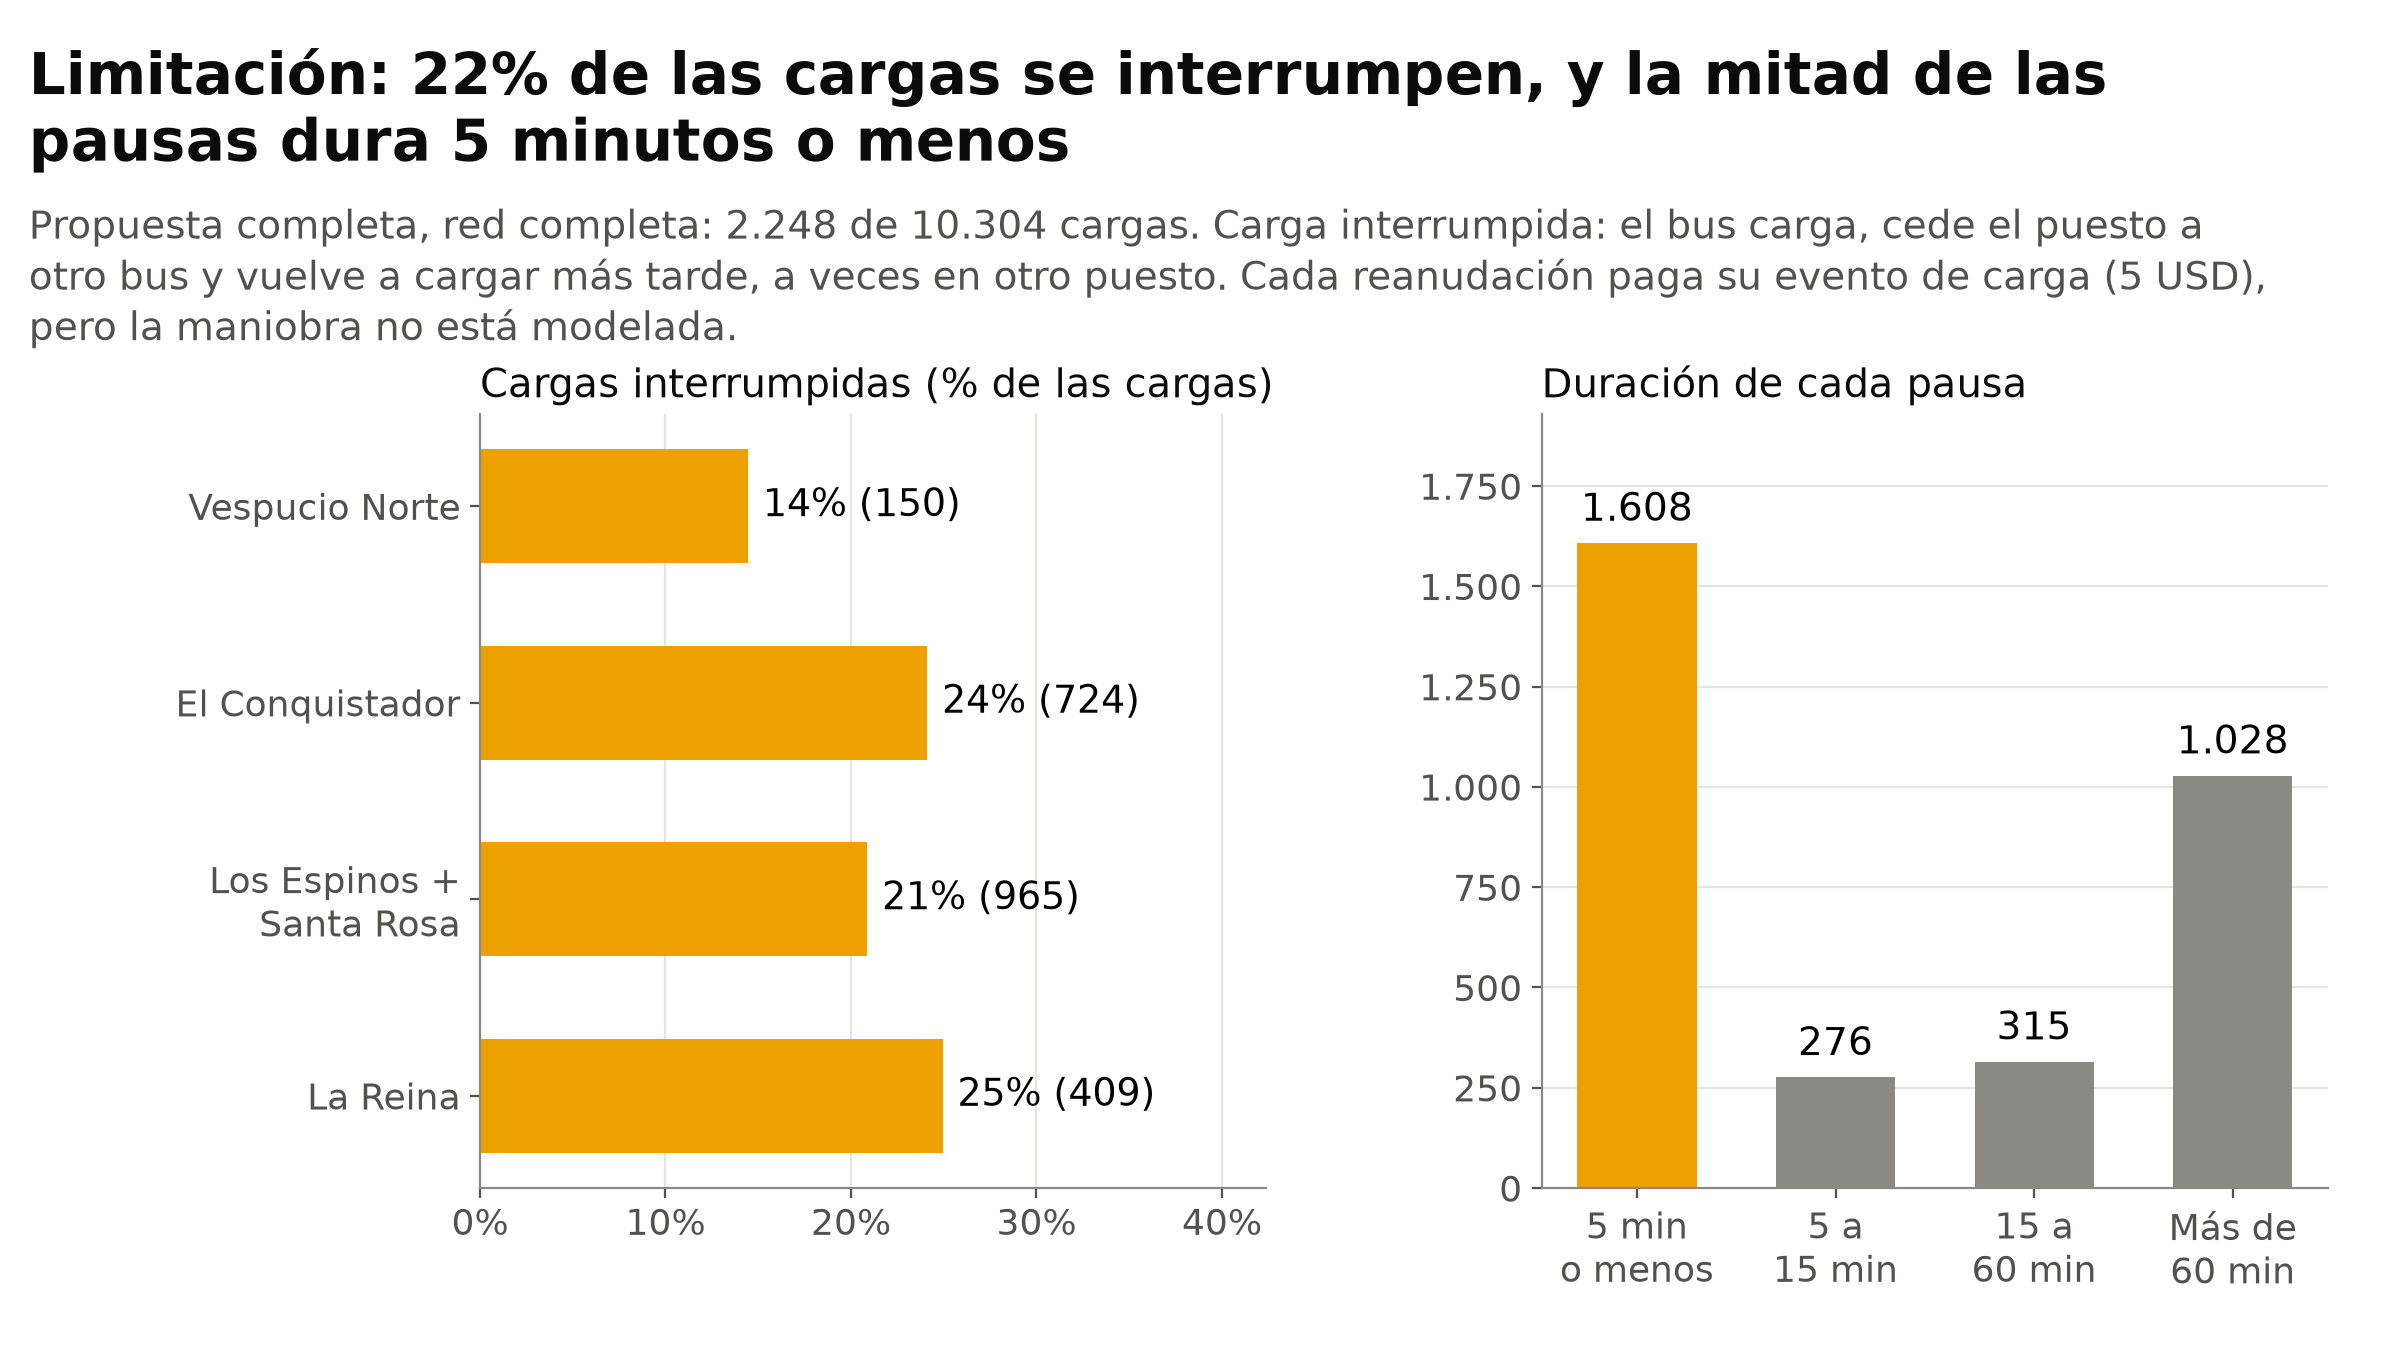 Limitación: 22% de las cargas se interrumpen, y la mitad de las
pausas dura 5 minutos o menos
Propuesta completa, red completa: 2.248 de 10.304 cargas. Carga interrumpida: el bus carga, cede el puesto a
otro bus y vuelve a cargar más tarde, a veces en otro puesto. Cada reanudación paga su evento de carga (5 USD),
pero la maniobra no está modelada.
Cargas interrumpidas (% de las cargas)
Vespucio Norte
14% (150)
El Conquistador
24% (724)
Los Espinos +
Santa Rosa
21% (965)
La Reina
25% (409)
0%
10%
20%
30%
40%
Duración de cada pausa
1.750
1.500
1.250
1.000
750
500
250
0
1.608
276
315
1.028
5 min
o menos
5 a
15 min
15 a
60 min
Más de
60 min